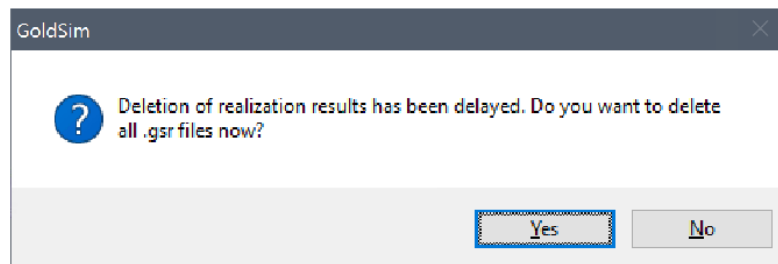 GoldSim
Deletion of realization results has been delayed. Do you want to delete
all .gsr files now?
Yes
No